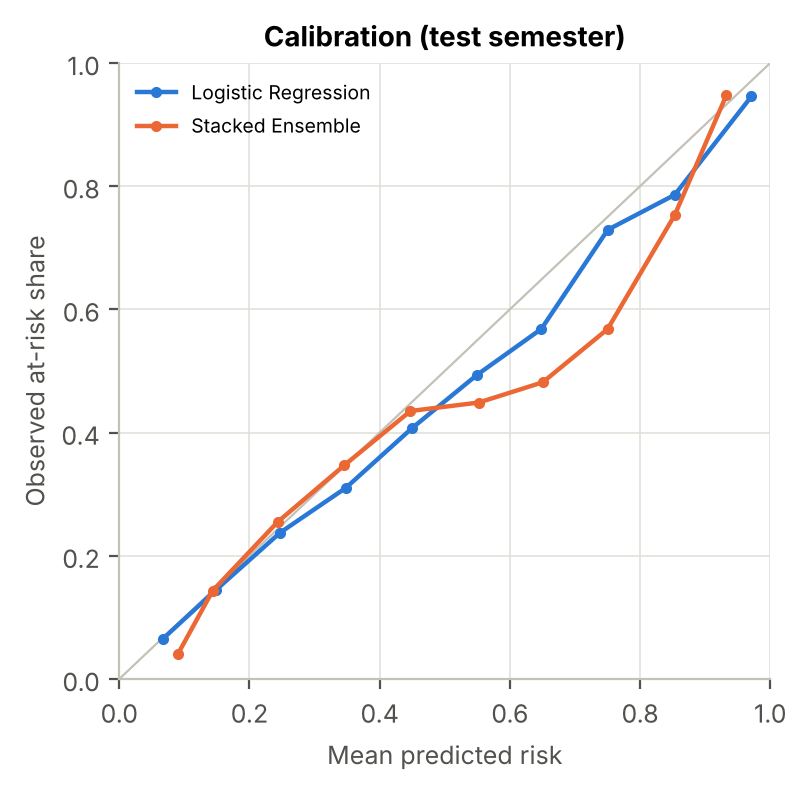 Calibration (test semester)
Logistic Regression
Stacked Ensemble
Observed at-risk share
1.0
0.8
0.6
0.4
0.2
0.0
0.0 0.2 0.4 0.6 0.8 1.0
Mean predicted risk